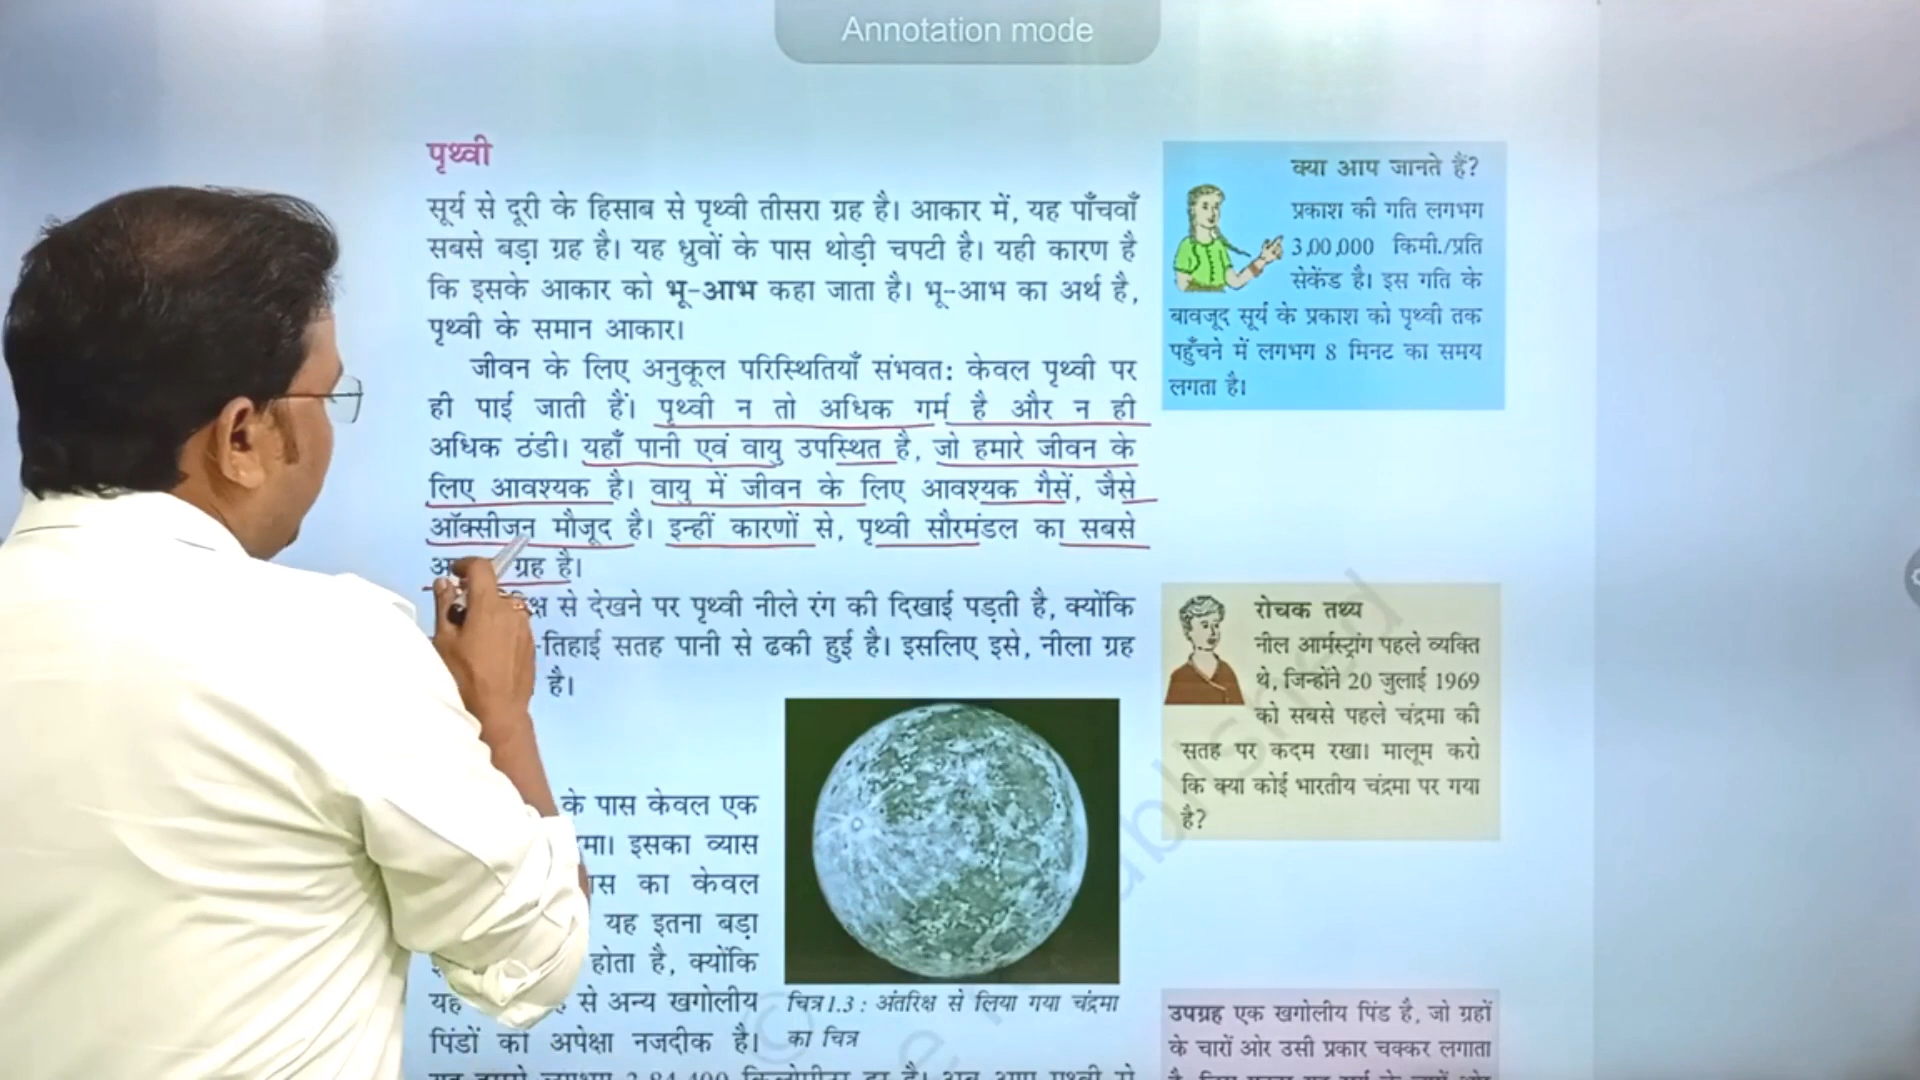 Annotation mode
पृथ्वी
सूर्य से दूरी के हिसाब से पृथ्वी तीसरा ग्रह है। आकार में, यह पाँचवाँ
सबसे बड़ा ग्रह है। यह ध्रुवों के पास थोड़ी चपटी है। यही कारण है
कि इसके आकार को भू-आभ कहा जाता है। भू-आभ का अर्थ है,
पृथ्वी के समान आकार।
जीवन के लिए अनुकूल परिस्थितियाँ संभवत: केवल पृथ्वी पर
ही पाई जाती हैं। पृथ्वी न तो अधिक गर्म है और न ही
अधिक ठंडी। यहाँ पानी एवं वायु उपस्थित है, जो हमारे जीवन के
लिए आवश्यक है। वायु में जीवन के लिए आवश्यक गैसें, जैसे
ऑक्सीजन मौजूद है। इन्हीं कारणों से, पृथ्वी सौरमंडल का सबसे
ग्रह है।
से देखने पर पृथ्वी नीले रंग की दिखाई पड़ती है, क्योंकि
-तिहाई सतह पानी से ढकी हुई है। इसलिए इसे, नीला ग्रह
है।
के पास केवल एक
इसका व्यास
का केवल
यह इतना बड़ा
होता है, क्योंकि
यह से अन्य खगोलीय
पिंडों की अपेक्षा नजदीक है।
चित्र1.3 : अंतरिक्ष से लिया गया चंद्रमा
का चित्र
क्या आप जानते हैं?
प्रकाश की गति लगभग
3,00,000 किमी./प्रति
सेकेंड है। इस गति के
बावजूद सूर्य के प्रकाश को पृथ्वी तक
पहुँचने में लगभग 8 मिनट का समय
लगता है।
रोचक तथ्य
नील आर्मस्ट्रांग पहले व्यक्ति
थे, जिन्होंने 20 जुलाई 1969
को सबसे पहले चंद्रमा की
सतह पर कदम रखा। मालूम करो
कि क्या कोई भारतीय चंद्रमा पर गया
है?
उपग्रह एक खगोलीय पिंड है, जो ग्रहों
के चारों ओर उसी प्रकार चक्कर लगाता